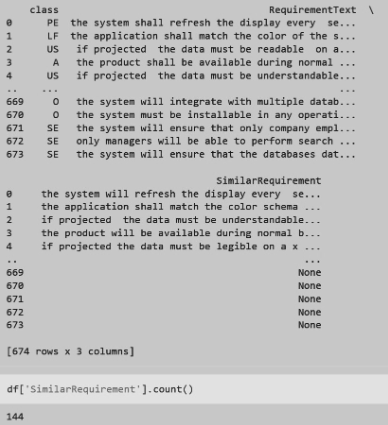 class RequirementText \
0 PE the system shall refresh the display every se...
1 LF the application shall match the color of the s...
2 US if projected the data must be readable on a...
3 A the product shall be available during normal ...
4 US if projected the data must be understandable...
.. ... ...
669 O the system will integrate with multiple datab...
670 O the system must be installable in any operati...
671 SE the system will ensure that only company empl...
672 SE only managers will be able to perform search ...
673 SE the system will ensure that the databases dat...
SimilarRequirement
0 the system will refresh the display every se...
1 the application shall match the color schema ...
2 if projected the data must be understandable...
3 the product will be available during normal b...
4 if projected the data must be legible on a x ...
.. ...
669 None
670 None
671 None
672 None
673 None
[674 rows x 3 columns]
df['SimilarRequirement'].count()
144